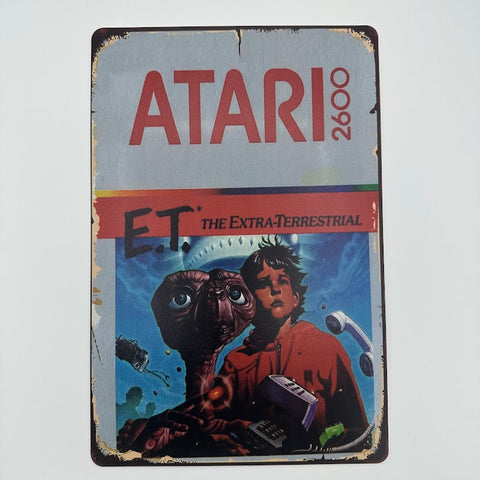 ATARI 2600
E.T.* THE EXTRA-TERRESTRIAL